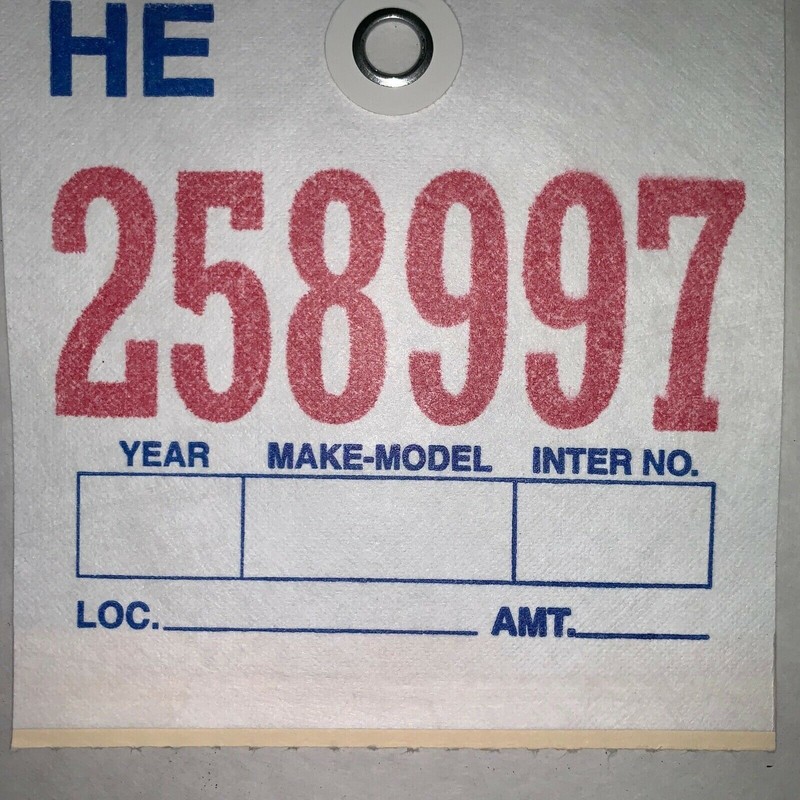 HE
258997
YEAR MAKE-MODEL INTER NO.
LOC. AMT.